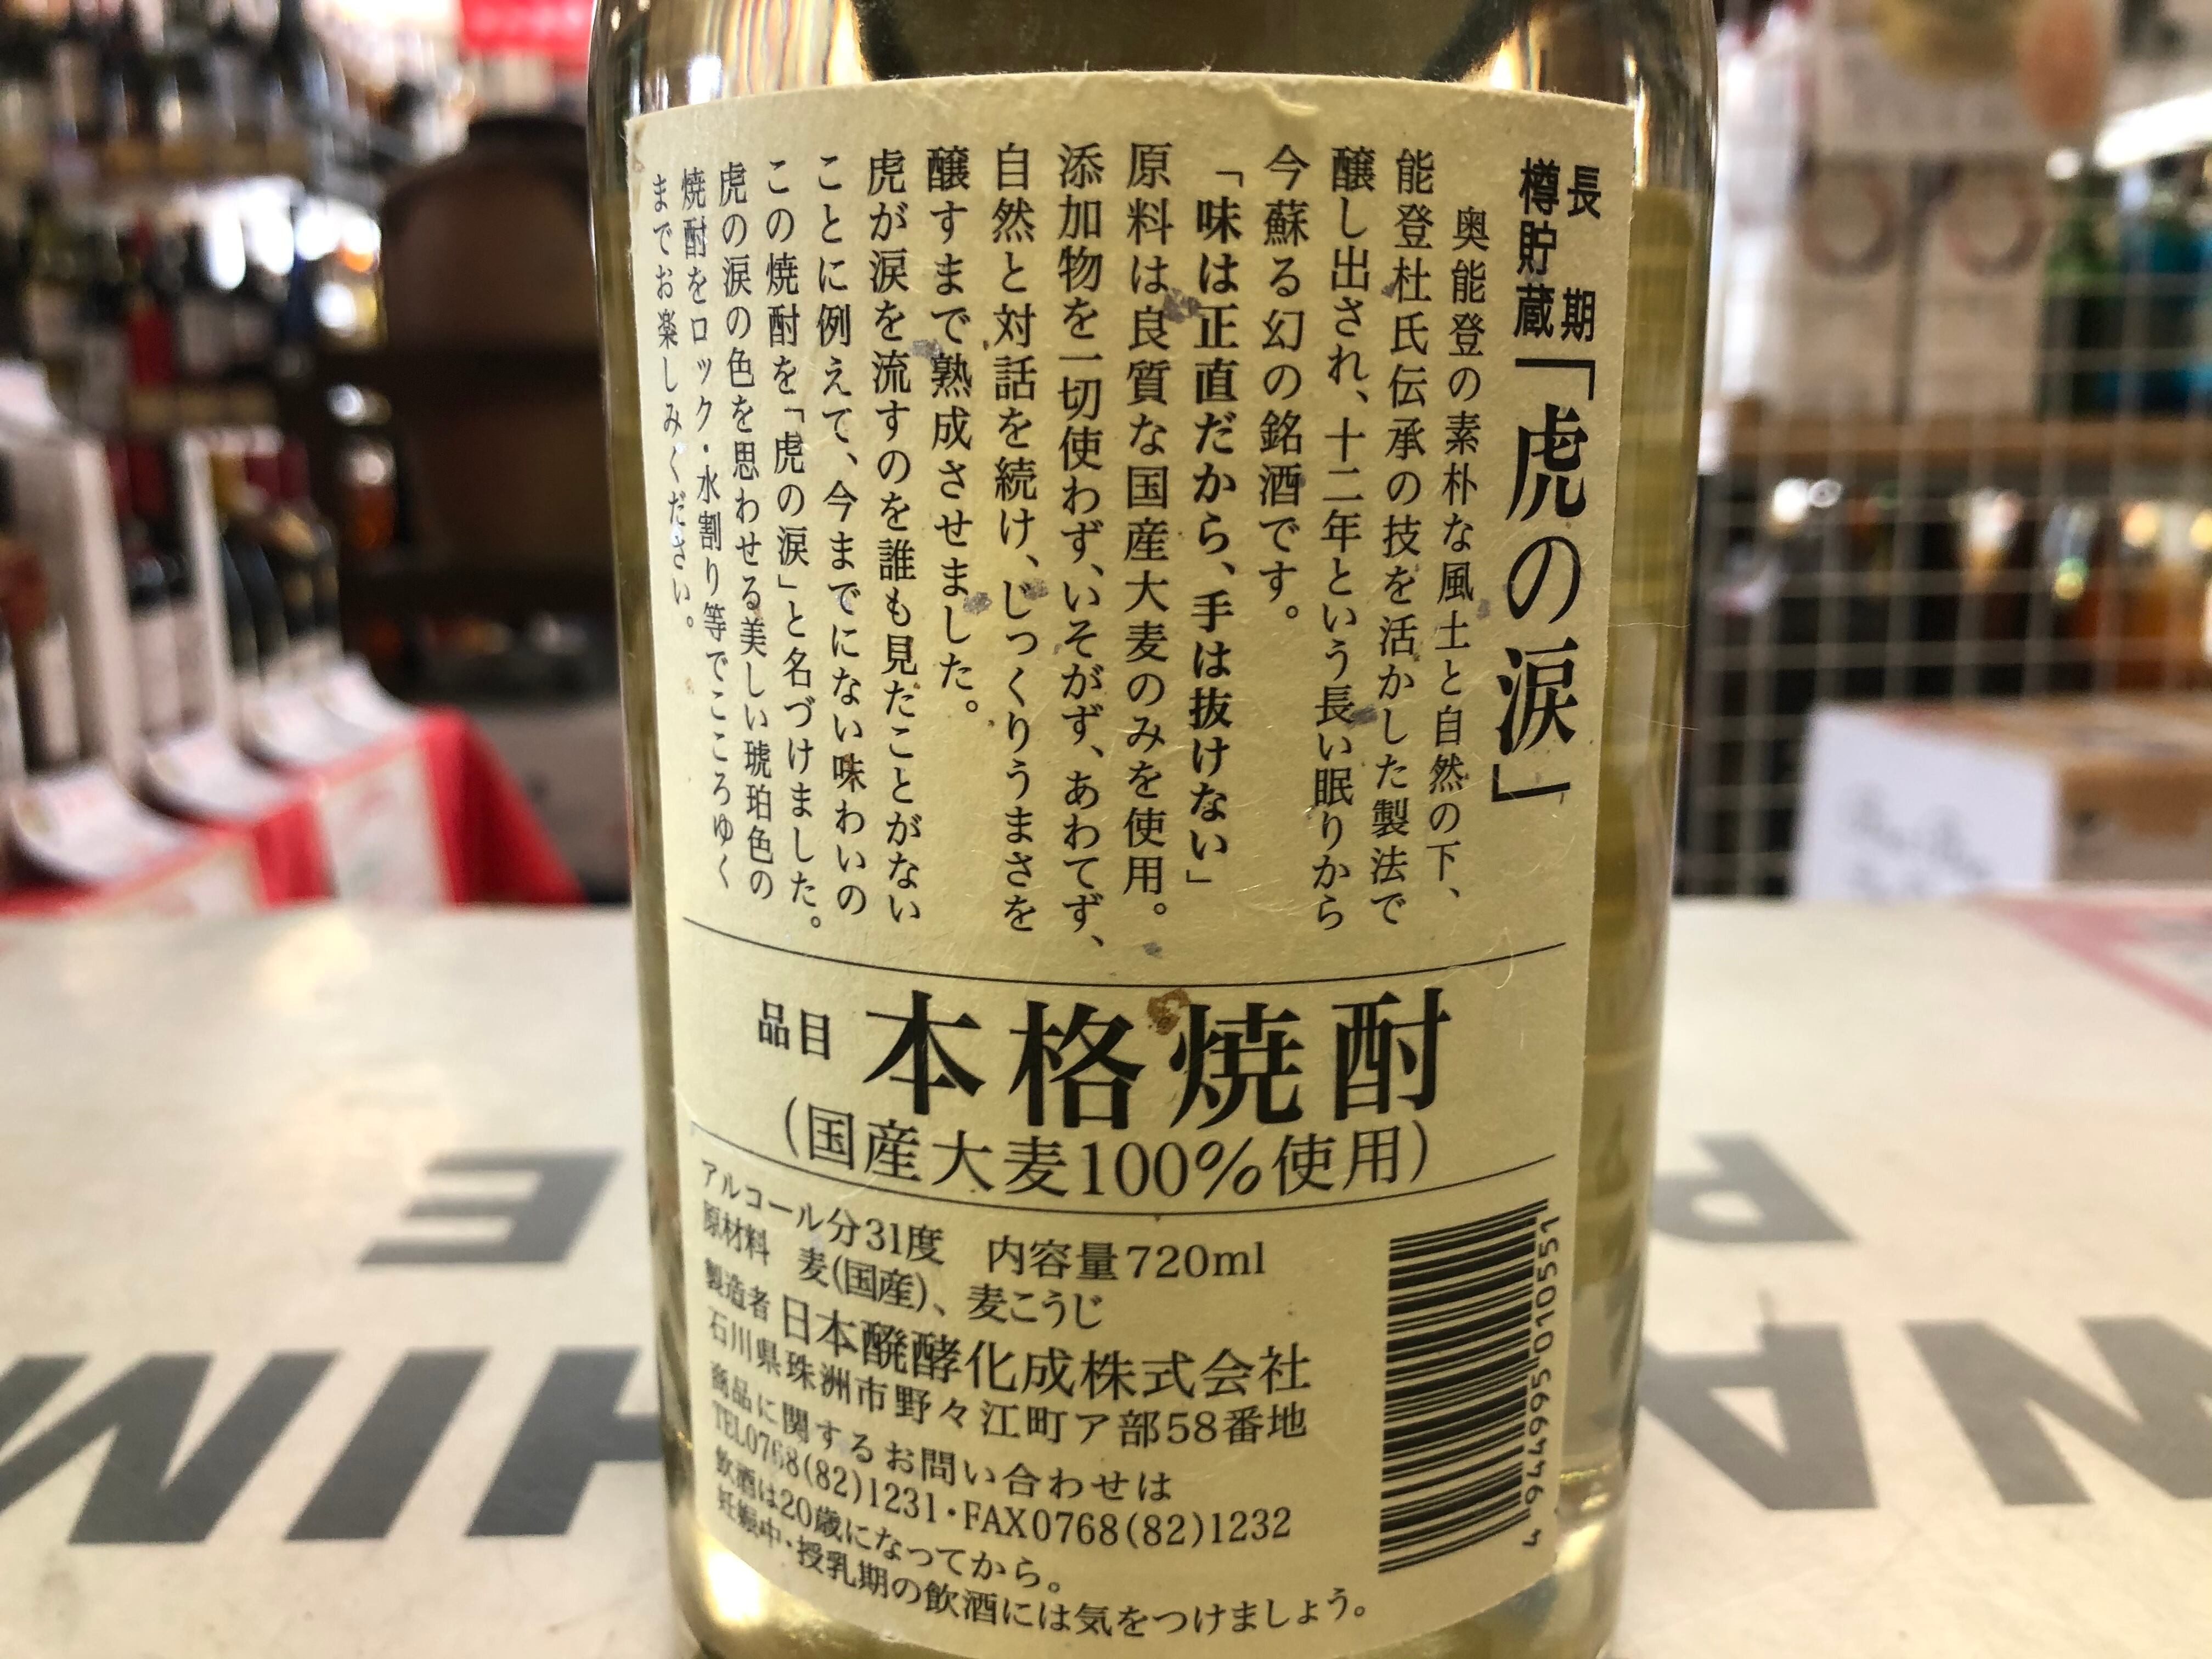 長期
樽貯蔵
「虎の涙」
奥能登の素朴な風土と自然の下、
能登杜氏伝承の技を活かした製法で
醸し出され、十二年という長い眠りから
今蘇る幻の銘酒です。
「味は正直だから、手は抜けない」
原料は良質な国産大麦のみを使用。
添加物を一切使わず、いそがず、あわてず、
自然と対話を続け、じっくりうまさを
醸すまで熟成させました。
虎が涙を流すのを誰も見たことがない
ことに例えて、今までにない味わいの
この焼酎を「虎の涙」と名づけました。
虎の涙の色を思わせる美しい琥珀色の
焼酎をロック・水割り等でこころゆく
までお楽しみください。
品目 本格焼酎
(国産大麦100%使用)
アルコール分31度 内容量720ml
原材料 麦(国産)、麦こうじ
製造者 日本醗酵化成株式会社
石川県珠洲市野々江町ア部58番地
商品に関するお問い合わせは
TEL0768(82)1231・FAX0768(82)1232
飲酒は20歳になってから。
妊娠中・授乳期の飲酒には気をつけましょう。
4 944995 010551